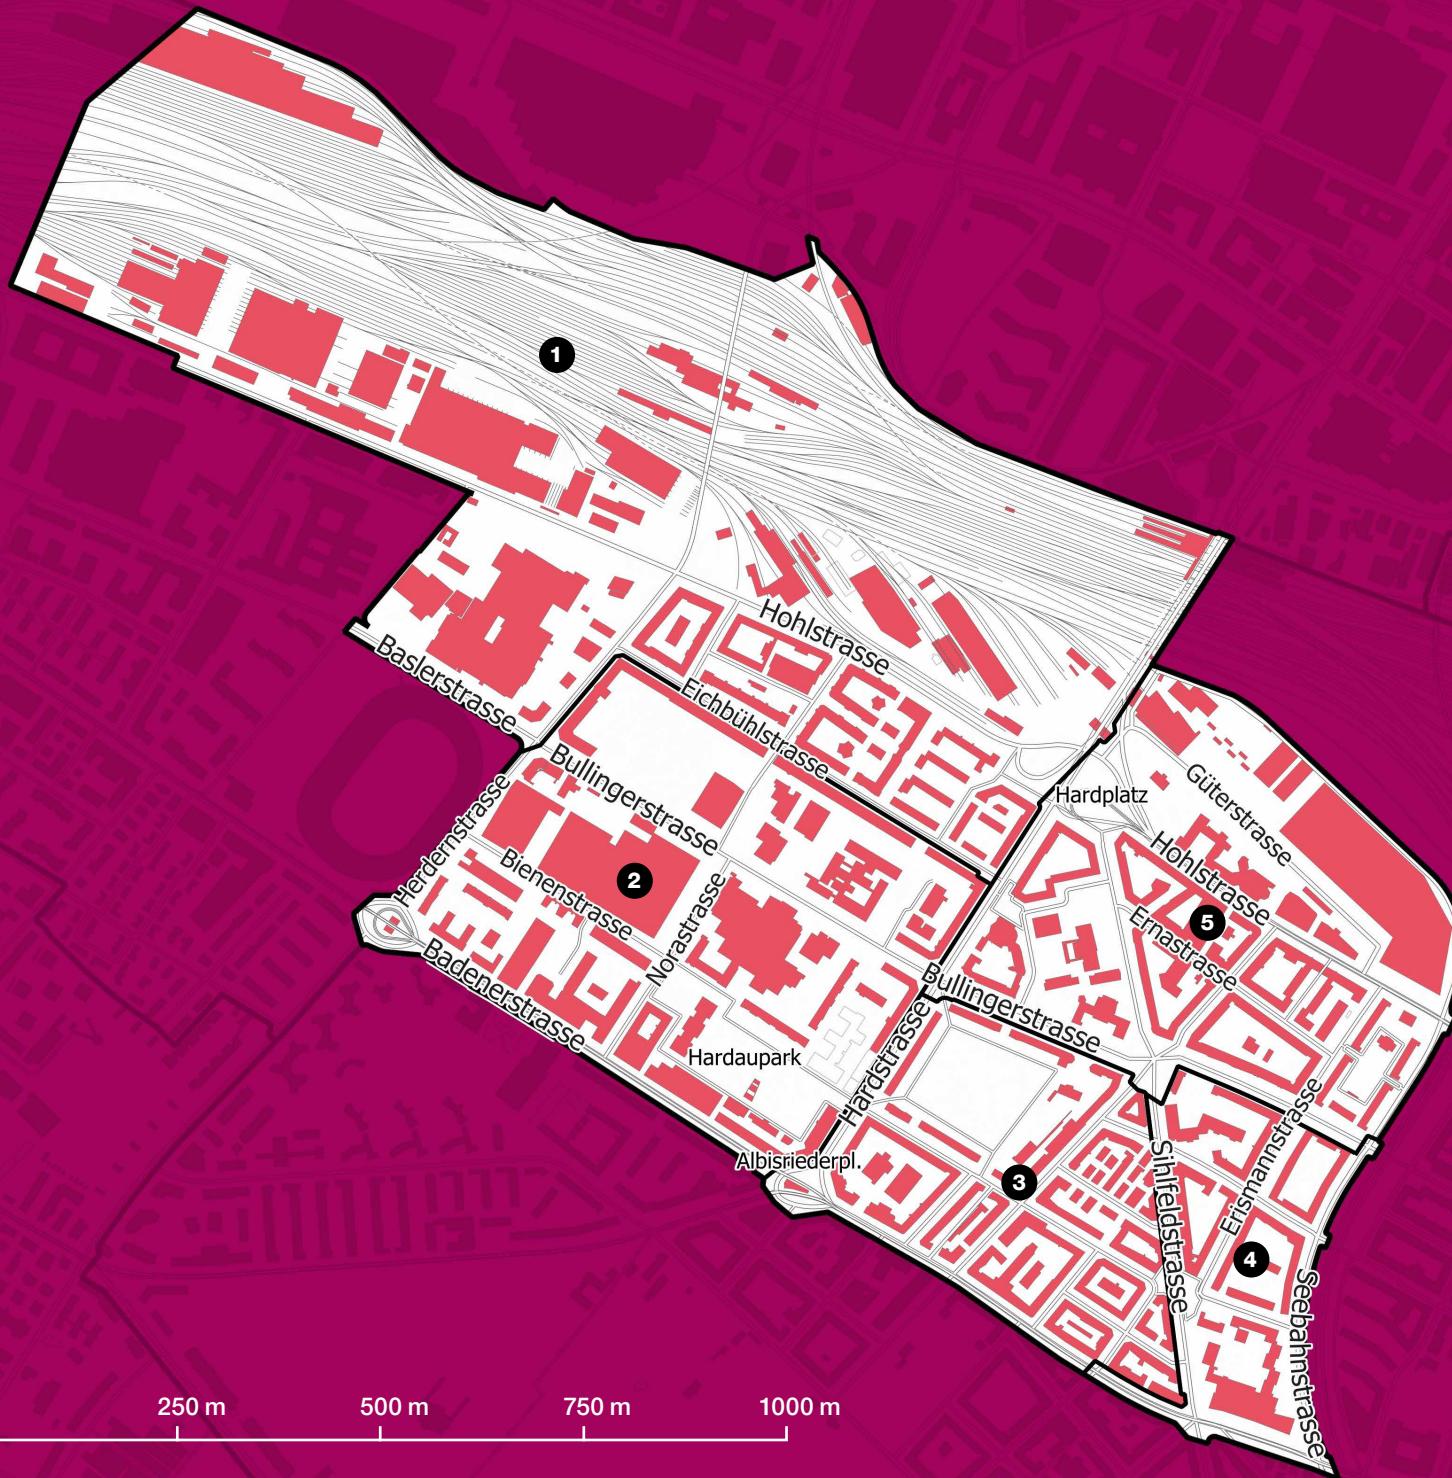 1
Hohlstrasse
Baslerstrasse
Eichbühlstrasse
Bullingerstrasse
Hardplatz
Güterstrasse
Hohlstrasse
Herdernstrasse
Bienenstrasse
2
Norastrasse
Ernastrasse
5
Badenerstrasse
Bullingerstrasse
Hardaupark
Hardstrasse
Albisriederpl.
3
Sihlfeldstrasse
Erismannstrasse
4
Seebahnstrasse
250 m
500 m
750 m
1000 m